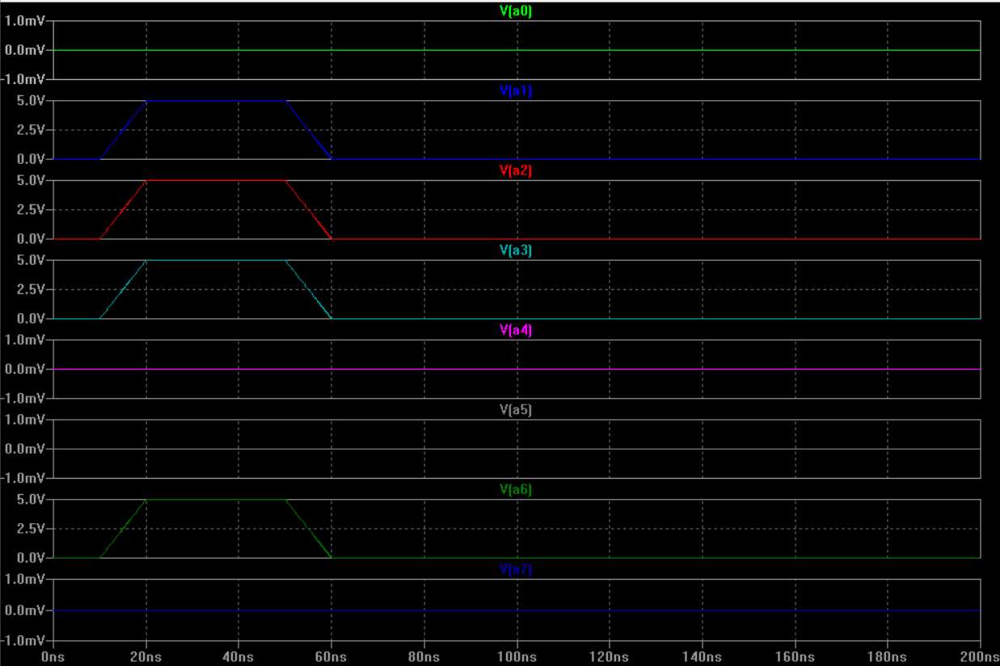 V(a0)
1.0mV
0.0mV
-1.0mV
V(a1)
5.0V
2.5V
0.0V
V(a2)
5.0V
2.5V
0.0V
V(a3)
5.0V
2.5V
0.0V
V(a4)
1.0mV
0.0mV
-1.0mV
V(a5)
1.0mV
0.0mV
-1.0mV
V(a6)
5.0V
2.5V
0.0V
V(a7)
1.0mV
0.0mV
-1.0mV
0ns 20ns 40ns 60ns 80ns 100ns 120ns 140ns 160ns 180ns 200ns